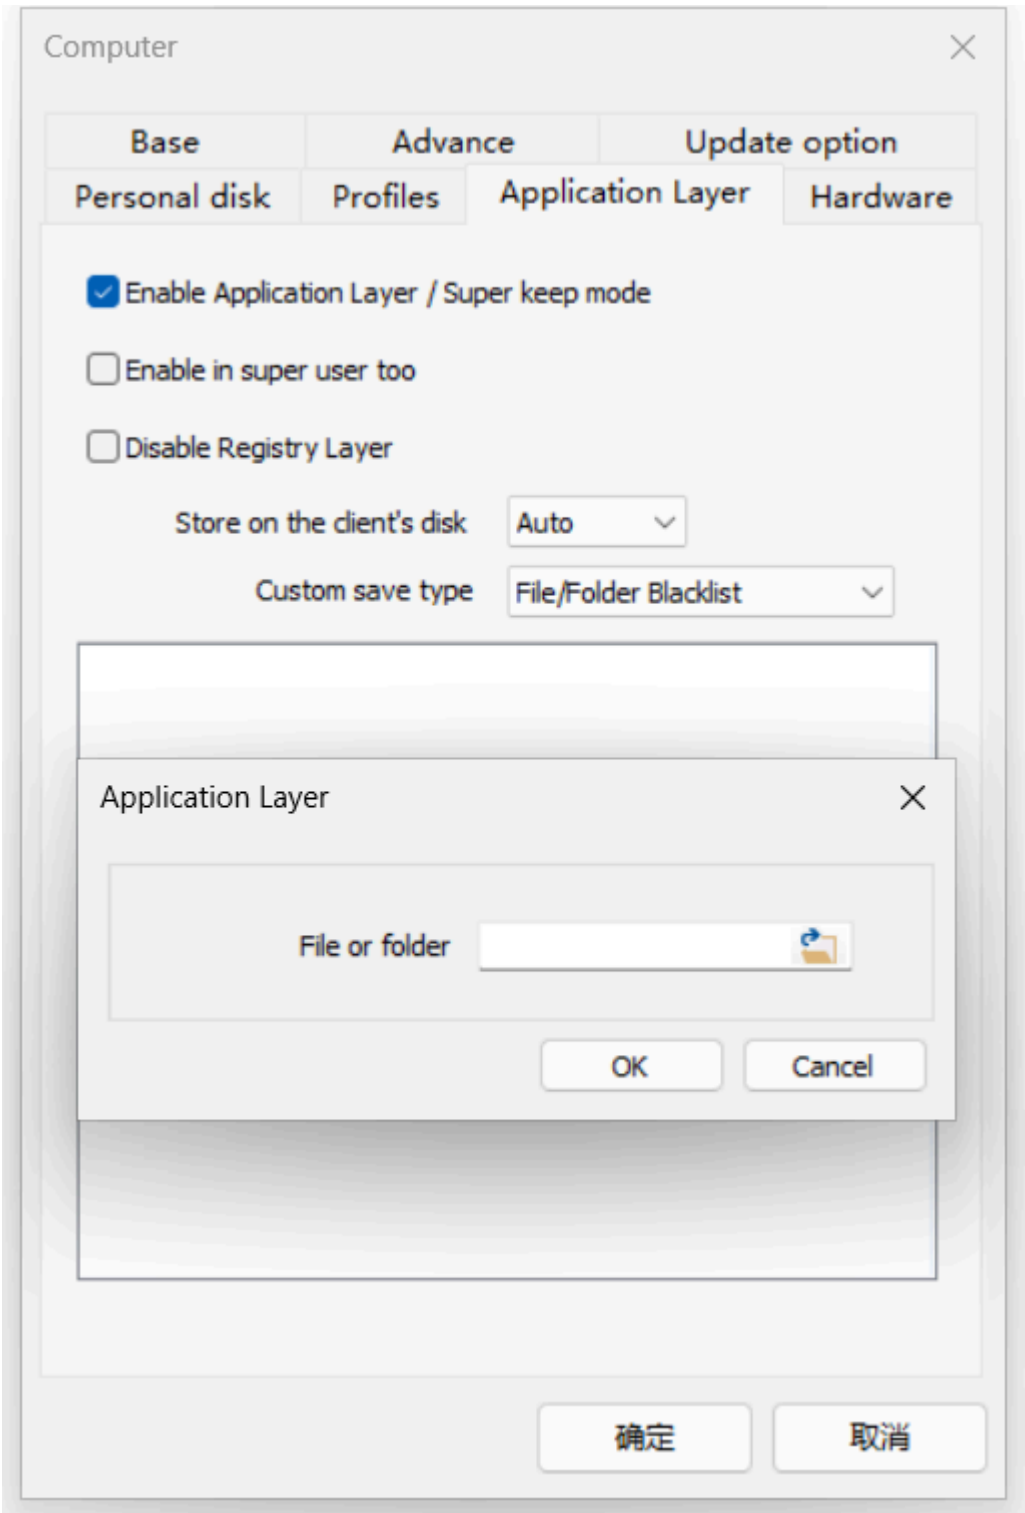 Computer
Base Advance Update option
Personal disk Profiles Application Layer Hardware
Enable Application Layer / Super keep mode
Enable in super user too
Disable Registry Layer
Store on the client's disk Auto
Custom save type File/Folder Blacklist
Application Layer
File or folder
OK Cancel
确定 取消